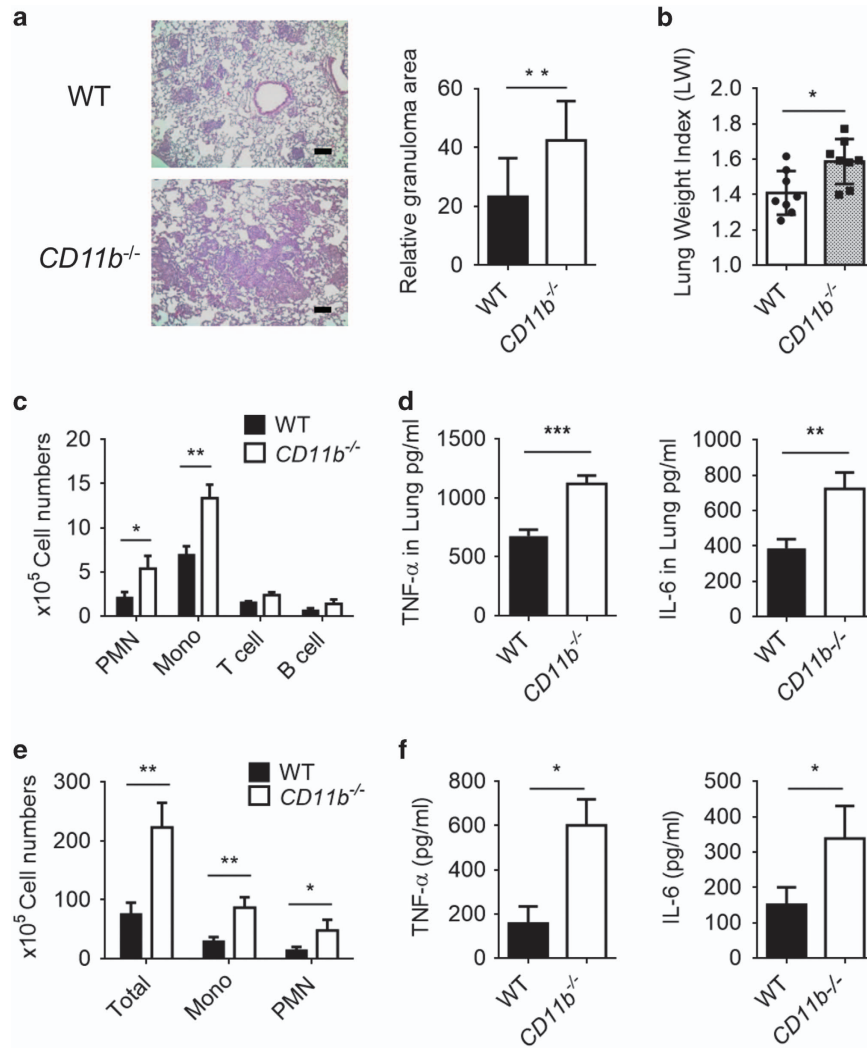 a
WT
CD11b-/-
Relative granuloma area
60
40
20
0
* *
WT
CD11b-/-
b
Lung Weight Index (LWI)
2.0
1.8
1.6
1.4
1.2
1.0
*
WT
CD11b-/-
c
WT
CD11b-/-
x10⁵ Cell numbers
20
15
10
5
0
*
**
PMN
Mono
T cell
B cell
d
TNF-α in Lung pg/ml
1500
1000
500
0
***
WT
CD11b-/-
IL-6 in Lung pg/ml
1000
800
600
400
200
0
**
WT
CD11b-/-
e
WT
CD11b-/-
x10⁵ Cell numbers
300
200
100
0
**
**
*
Total
Mono
PMN
f
TNF-α (pg/ml)
800
600
400
200
0
*
WT
CD11b-/-
IL-6 (pg/ml)
500
400
300
200
150
100
50
0
*
WT
CD11b-/-